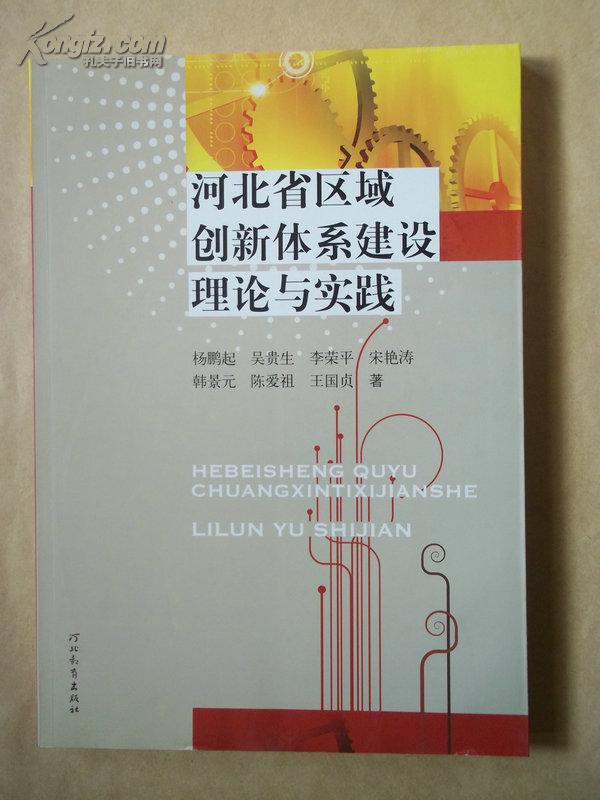 Kongfz.com
孔夫子旧书网
河北省区域
创新体系建设
理论与实践
杨鹏起 吴贵生 李荣平 宋艳涛
韩景元 陈爱祖 王国贞 著
HEBEISHENG QUYU
CHUANGXINTIXIJIANSHE
LILUN YU SHIJIAN
河北教育出版社